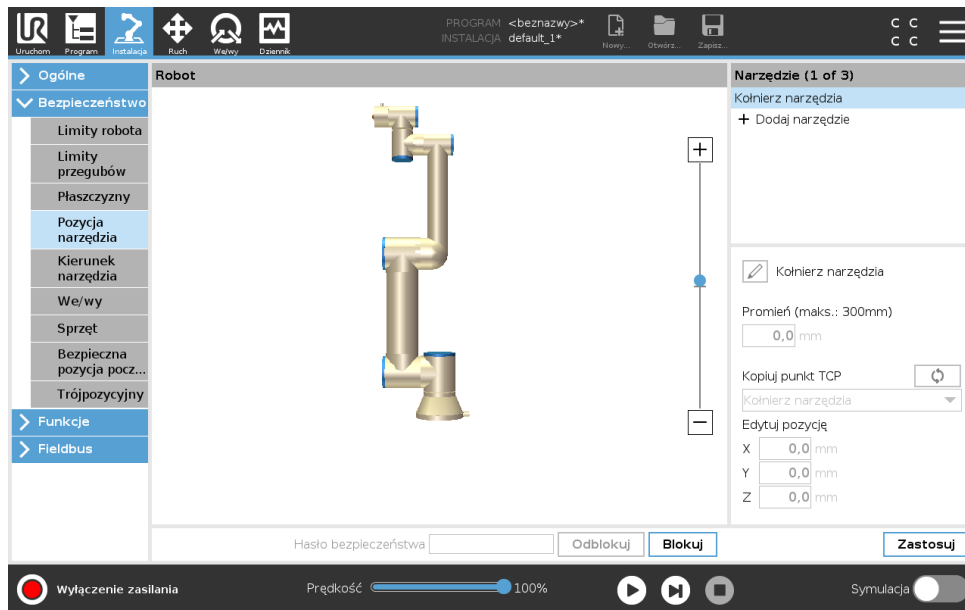 PROGRAM <beznazwy>*
INSTALACJA default_1*
Uruchom Program Instalacja Ruch We/wy Dziennik
Nowy... Otwórz... Zapisz...
C C
C C
Ogólne
Bezpieczeństwo
Limity robota
Limity
przegubów
Płaszczyzny
Pozycja
narzędzia
Kierunek
narzędzia
We/wy
Sprzęt
Bezpieczna
pozycja pocz...
Trójpozycyjny
Funkcje
Fieldbus
Robot
Narzędzie (1 of 3)
Kołnierz narzędzia
+ Dodaj narzędzie
Kołnierz narzędzia
Promień (maks.: 300mm)
0,0 mm
Kopiuj punkt TCP
Kołnierz narzędzia
Edytuj pozycję
X 0,0 mm
Y 0,0 mm
Z 0,0 mm
Hasło bezpieczeństwa Odblokuj Blokuj Zastosuj
Wyłączenie zasilania Prędkość 100% Symulacja